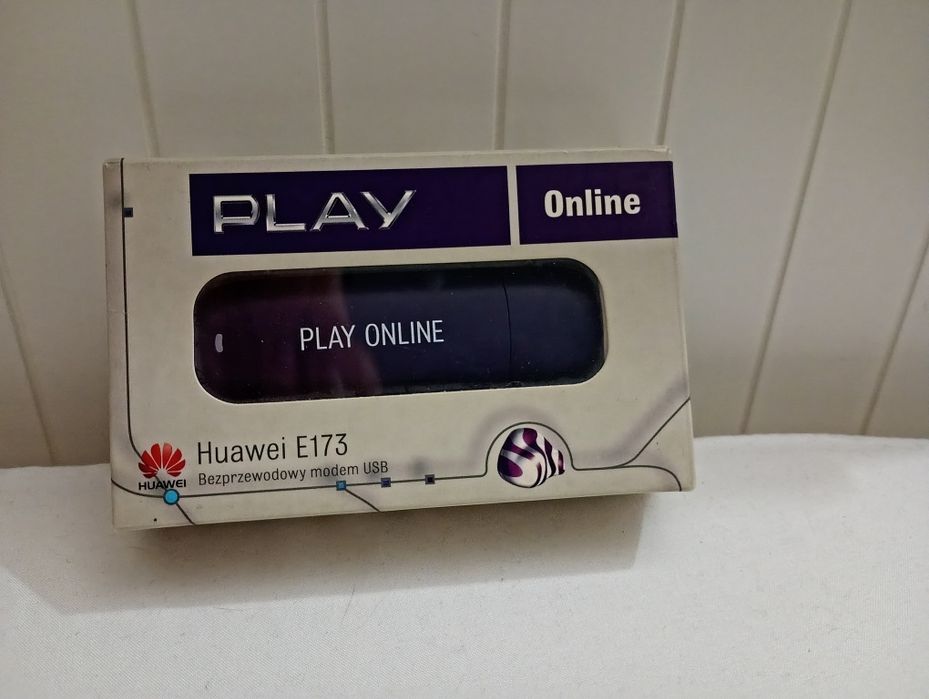 PLAY
Online
PLAY ONLINE
Huawei E173
Bezprzewodowy modem USB
HUAWEI